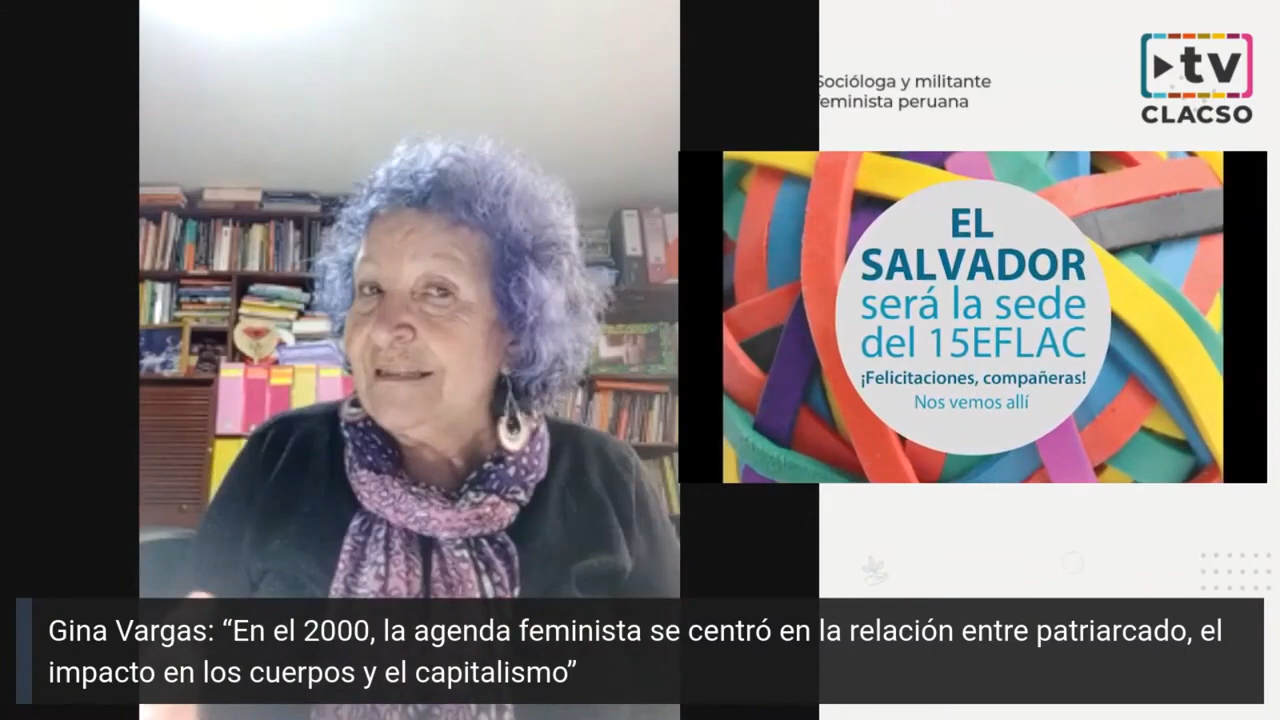 Socióloga y militante
feminista peruana
tv
CLACSO
EL
SALVADOR
será la sede
del 15EFLAC
¡Felicitaciones, compañeras!
Nos vemos allí
Gina Vargas: “En el 2000, la agenda feminista se centró en la relación entre patriarcado, el
impacto en los cuerpos y el capitalismo”